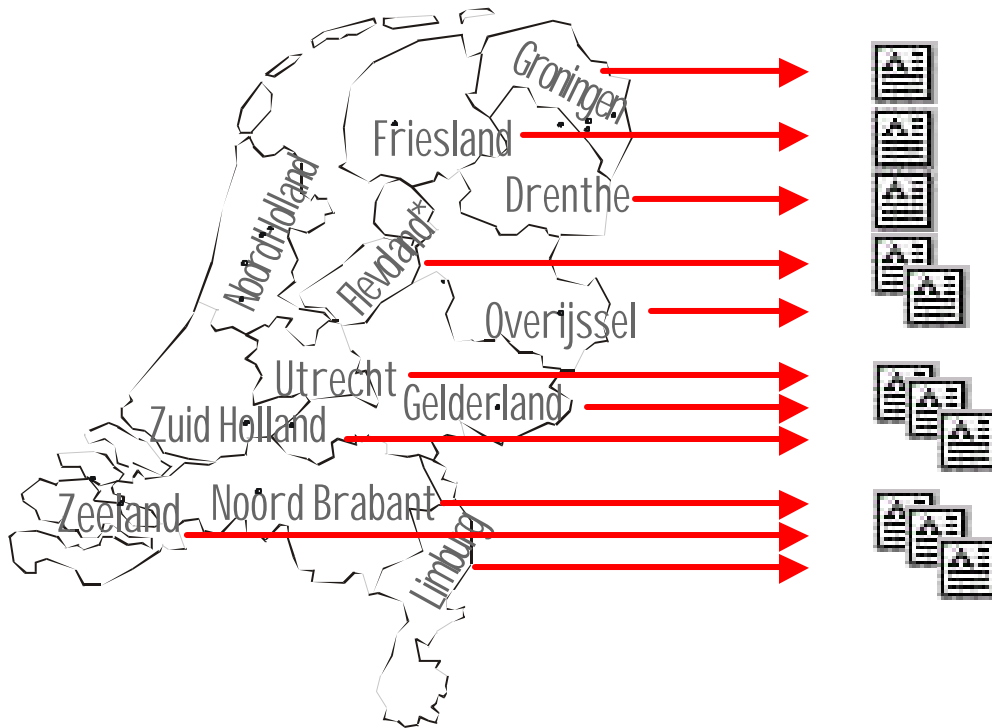 Groningen
Friesland
Drenthe
Noord Holland
Flevoland*
Overijssel
Utrecht
Gelderland
Zuid Holland
Noord Brabant
Zeeland
Limburg
A
A
A
A
A
A
A
A
A
A
A